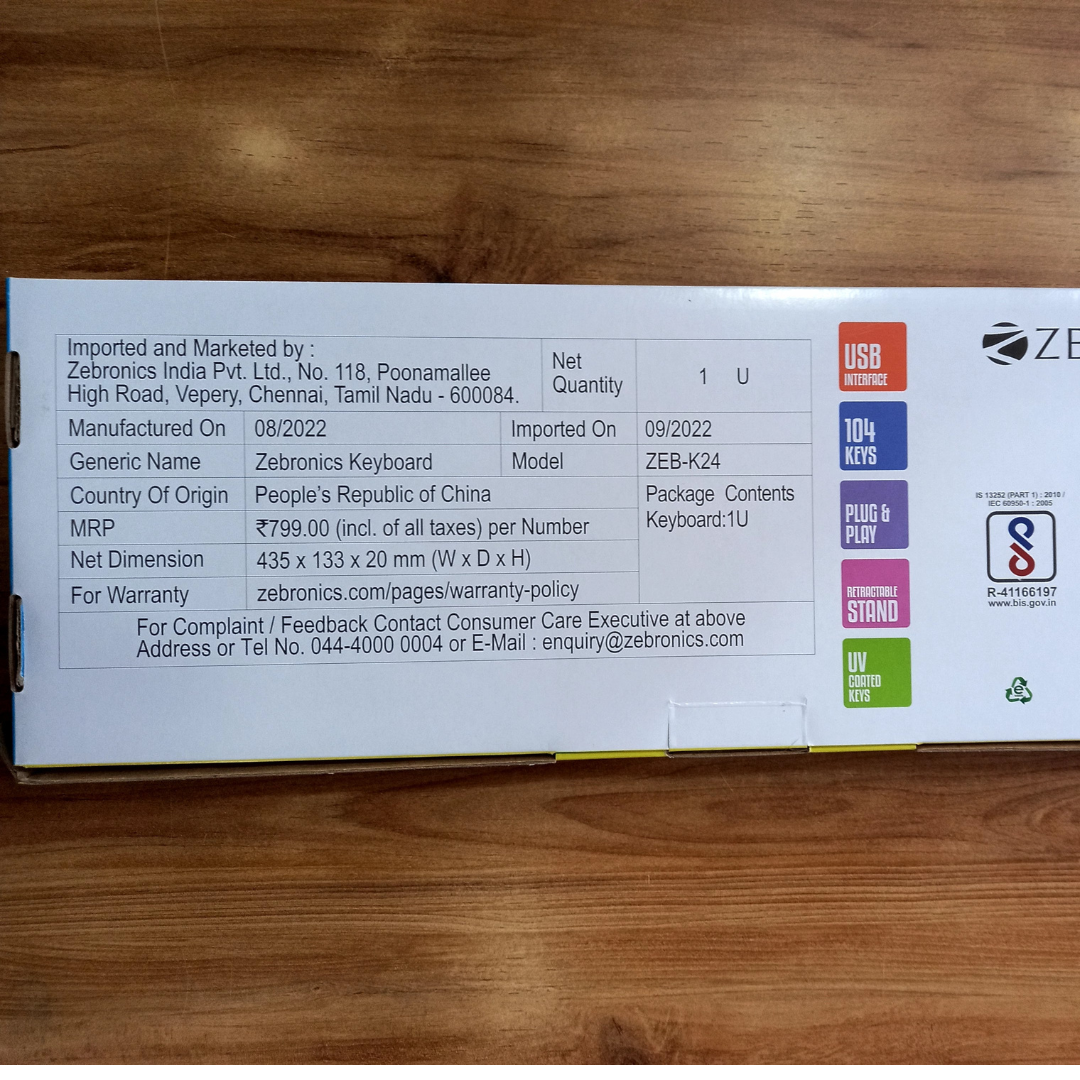 Imported and Marketed by :
Zebronics India Pvt. Ltd., No. 118, Poonamallee
High Road, Vepery, Chennai, Tamil Nadu - 600084.
Net
Quantity
1 U
Manufactured On 08/2022 Imported On 09/2022
Generic Name Zebronics Keyboard Model ZEB-K24
Country Of Origin People's Republic of China
Package Contents
Keyboard:1U
MRP ₹799.00 (incl. of all taxes) per Number
Net Dimension 435 x 133 x 20 mm (W x D x H)
For Warranty zebronics.com/pages/warranty-policy
For Complaint / Feedback Contact Consumer Care Executive at above
Address or Tel No. 044-4000 0004 or E-Mail : enquiry@zebronics.com
USB
INTERFACE
104
KEYS
PLUG &
PLAY
RETRACTABLE
STAND
UV
COATED
KEYS
ZE
IS 13252 (PART 1) : 2010 /
IEC 60950-1 : 2005
R-41166197
www.bis.gov.in
e